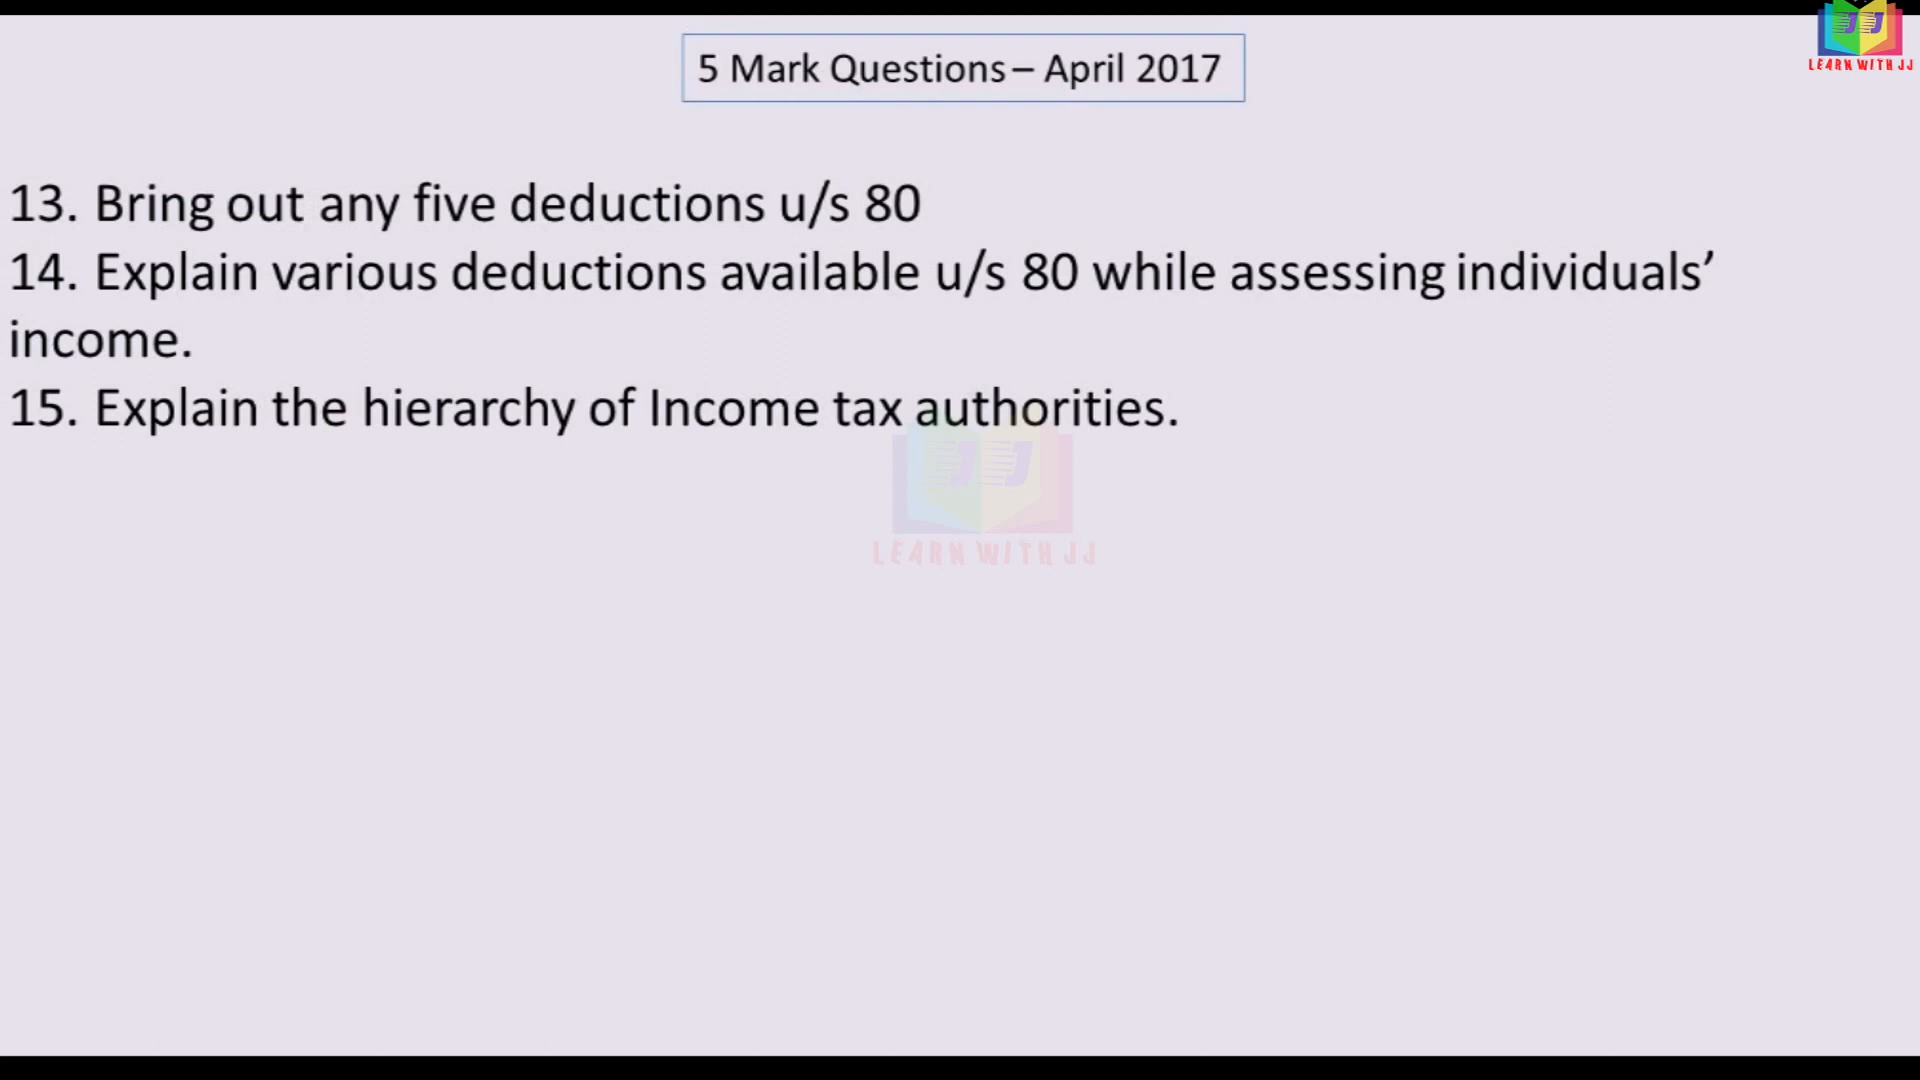 5 Mark Questions – April 2017
LEARN WITH JJ
13. Bring out any five deductions u/s 80
14. Explain various deductions available u/s 80 while assessing individuals’
income.
15. Explain the hierarchy of Income tax authorities.
JJ
LEARN WITH JJ